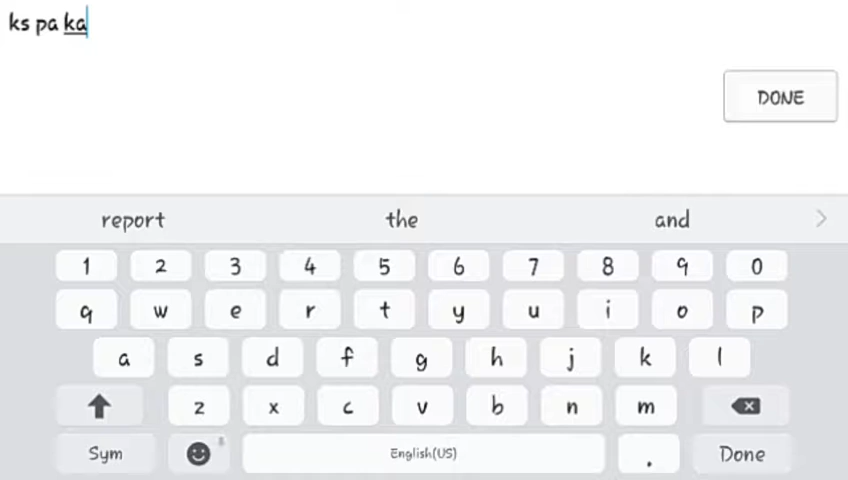 ks pa ka
DONE
report the and
1 2 3 4 5 6 7 8 9 0
q w e r t y u i o p
a s d f g h j k l
z x c v b n m
Sym English(US) . Done